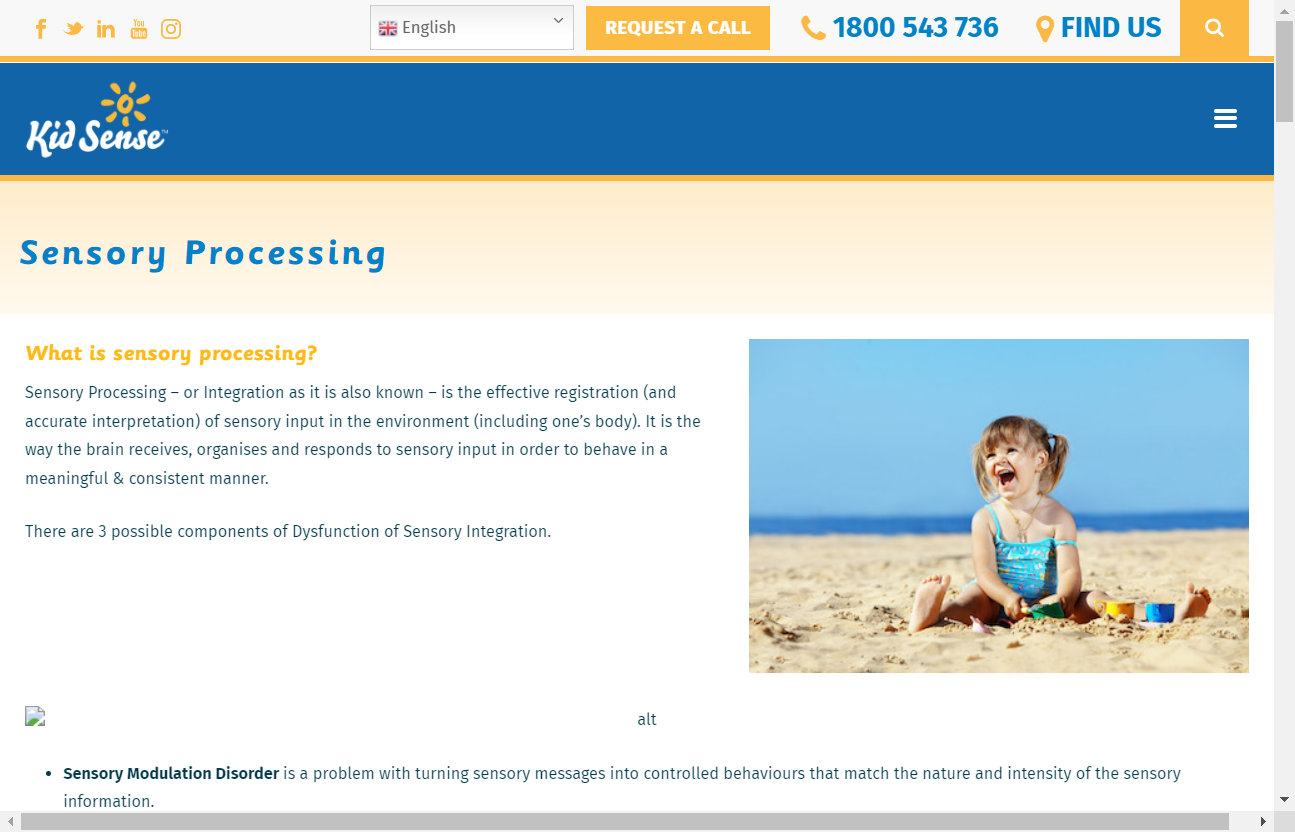 English
REQUEST A CALL
1800 543 736
FIND US
Kid Sense™
Sensory Processing
What is sensory processing?
Sensory Processing – or Integration as it is also known – is the effective registration (and
accurate interpretation) of sensory input in the environment (including one’s body). It is the
way the brain receives, organises and responds to sensory input in order to behave in a
meaningful & consistent manner.
There are 3 possible components of Dysfunction of Sensory Integration.
alt
• Sensory Modulation Disorder is a problem with turning sensory messages into controlled behaviours that match the nature and intensity of the sensory
information.